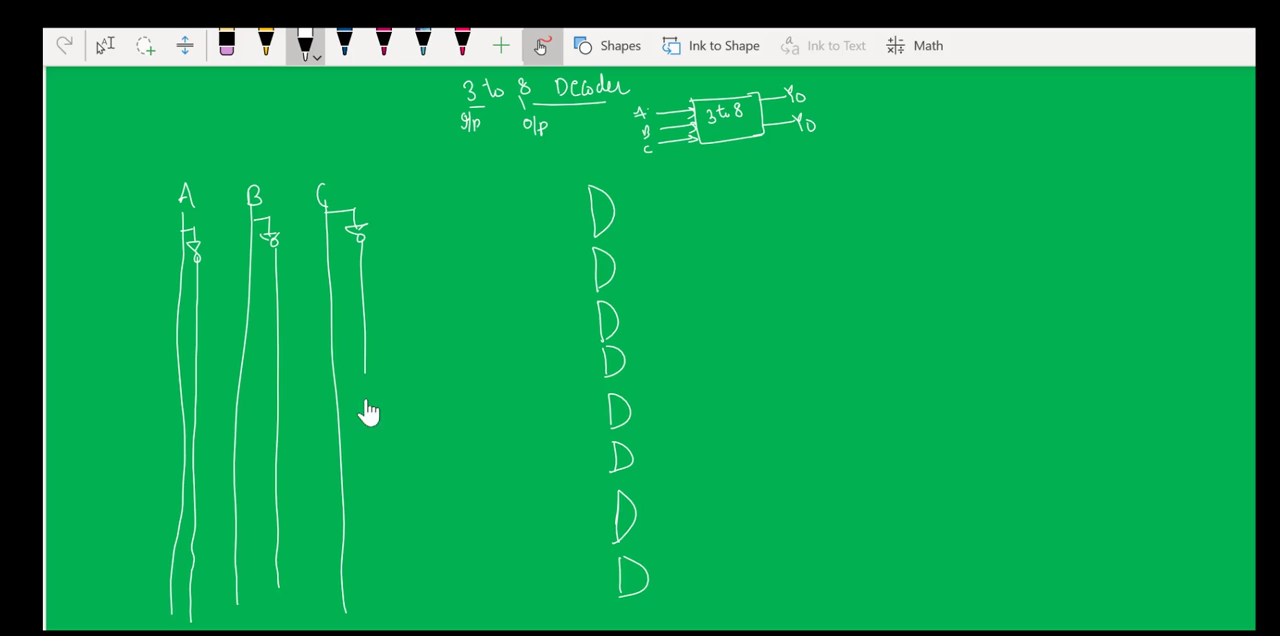 Shapes Ink to Shape Ink to Text Math
3 to 8 Decoder
I/p O/p
A
B
C
3 to 8
Y0
Y0
A B C